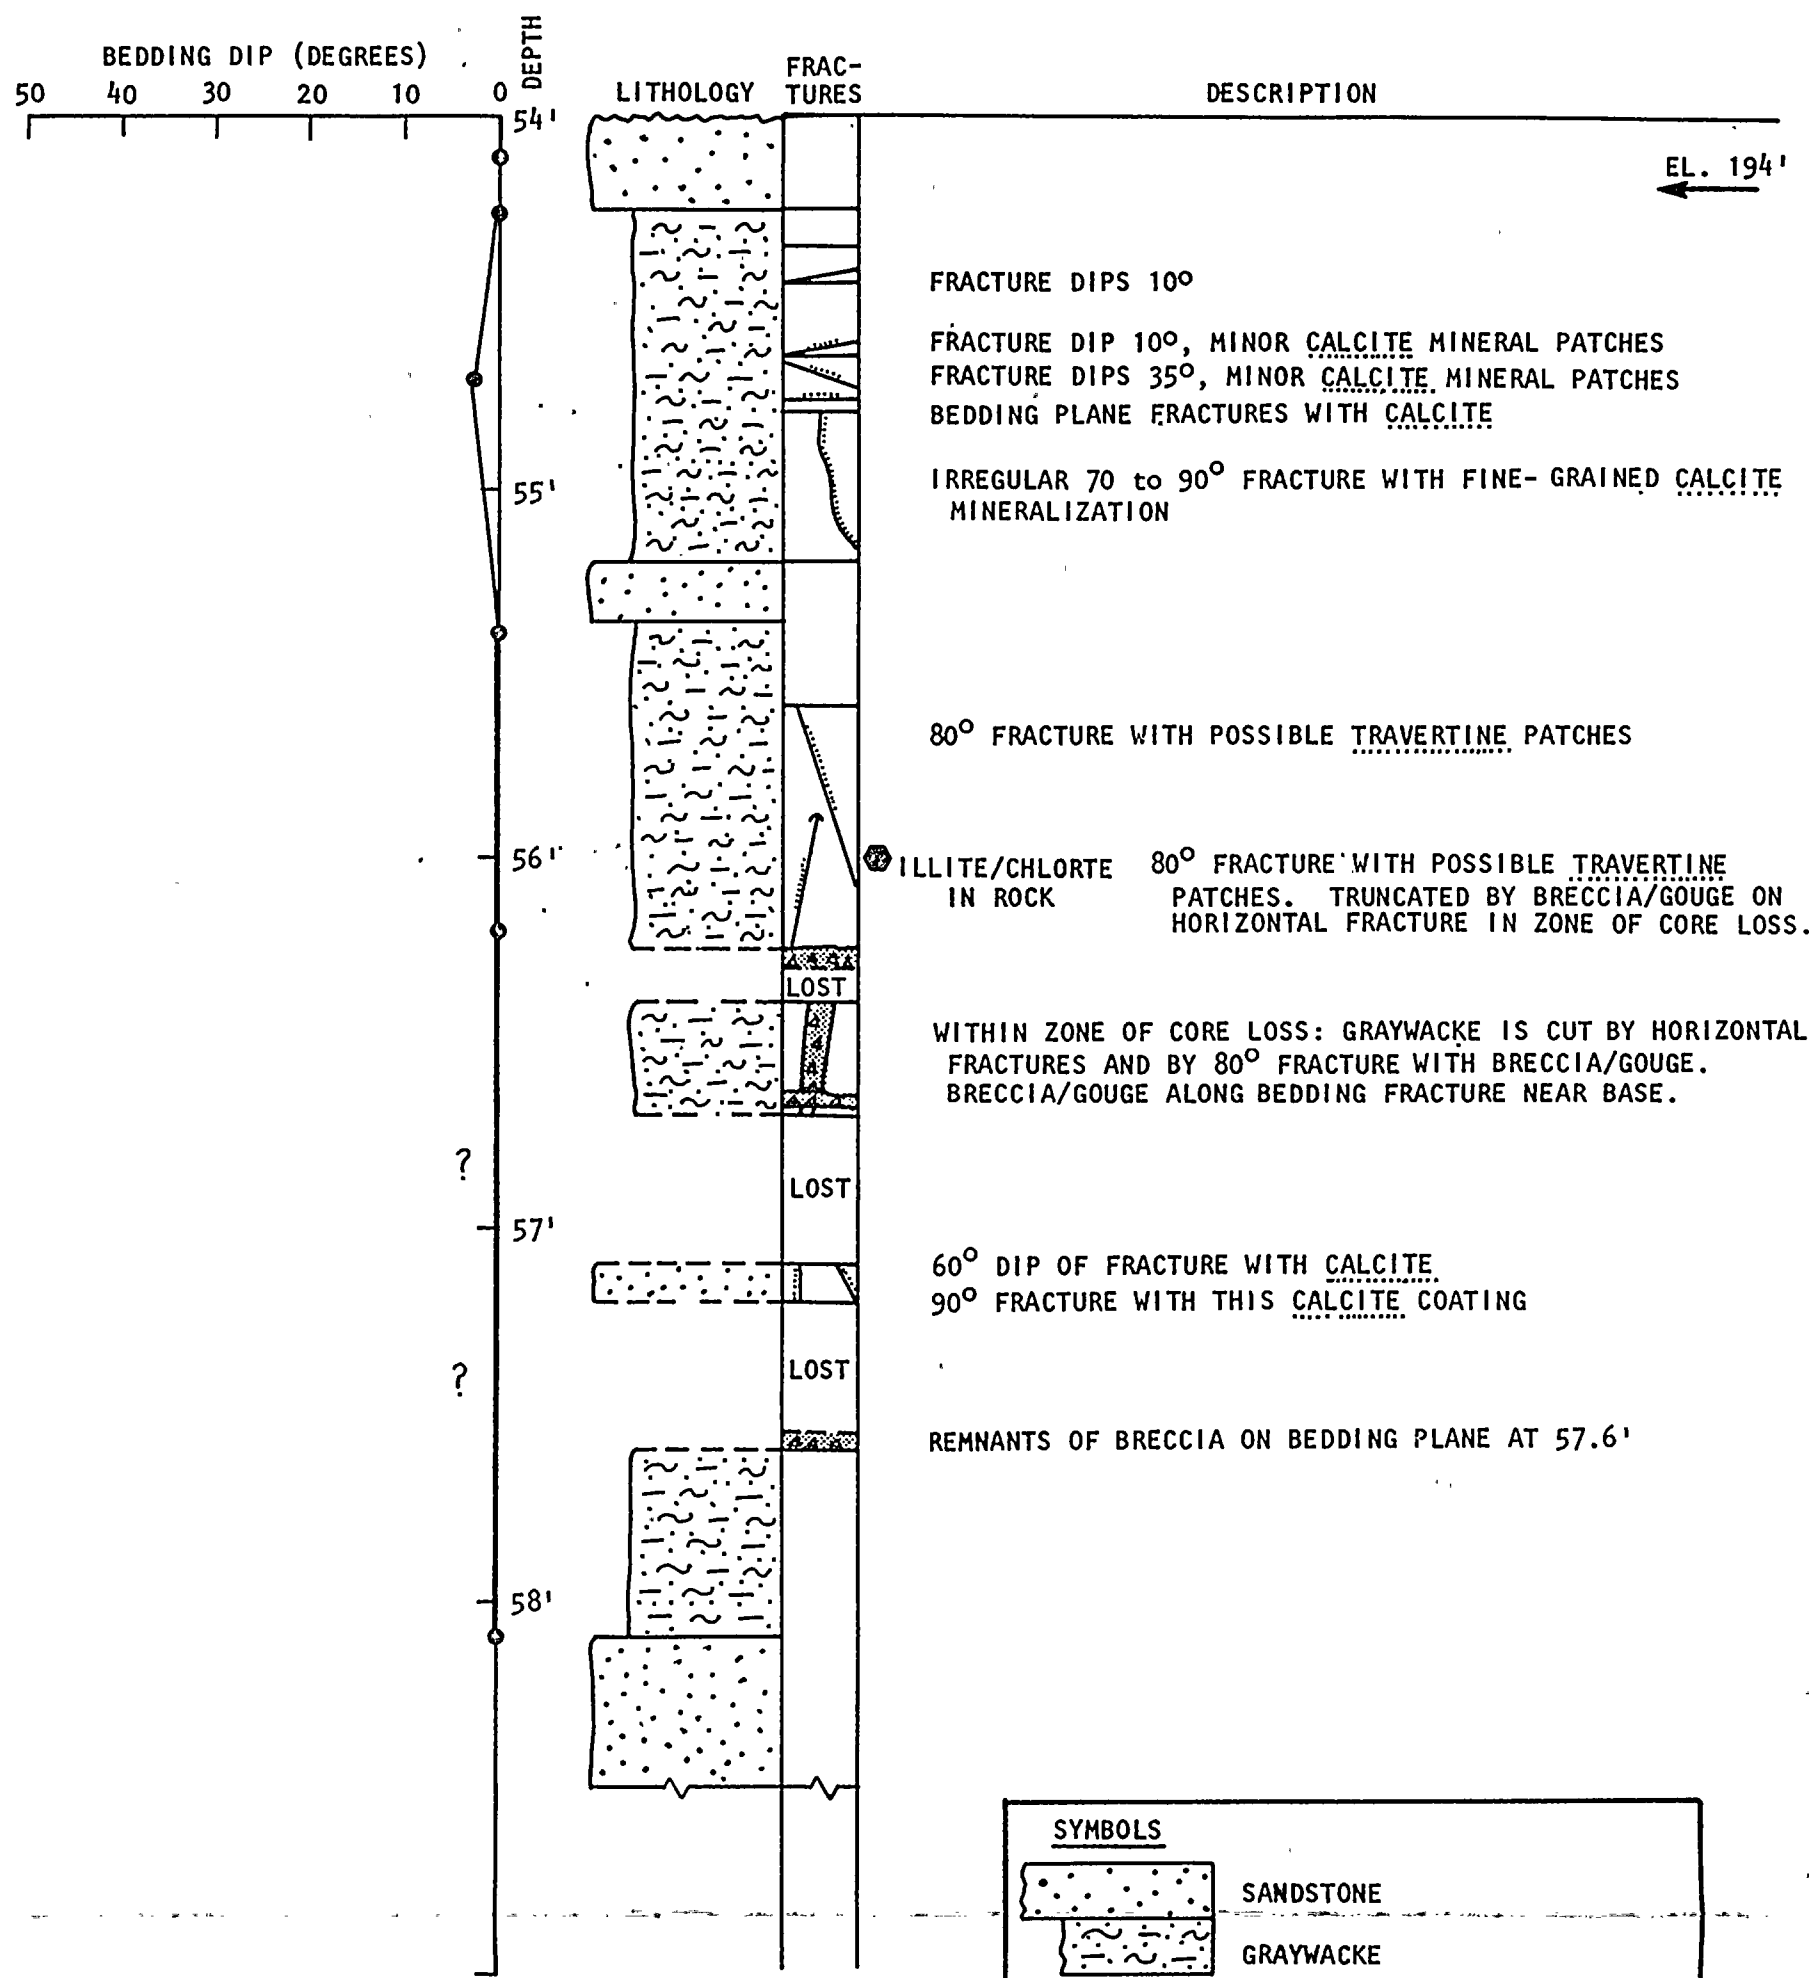 BEDDING DIP (DEGREES)
50 40 30 20 10 0
DEPTH
LITHOLOGY
FRAC-
TURES
DESCRIPTION
54'
EL. 194'
FRACTURE DIPS 10°
FRACTURE DIP 10°, MINOR CALCITE MINERAL PATCHES
FRACTURE DIPS 35°, MINOR CALCITE MINERAL PATCHES
BEDDING PLANE FRACTURES WITH CALCITE
55'
IRREGULAR 70 to 90° FRACTURE WITH FINE-GRAINED CALCITE
MINERALIZATION
80° FRACTURE WITH POSSIBLE TRAVERTINE PATCHES
56'
ILLITE/CHLORTE
IN ROCK
80° FRACTURE WITH POSSIBLE TRAVERTINE
PATCHES. TRUNCATED BY BRECCIA/GOUGE ON
HORIZONTAL FRACTURE IN ZONE OF CORE LOSS.
LOST
WITHIN ZONE OF CORE LOSS: GRAYWACKE IS CUT BY HORIZONTAL
FRACTURES AND BY 80° FRACTURE WITH BRECCIA/GOUGE.
BRECCIA/GOUGE ALONG BEDDING FRACTURE NEAR BASE.
?
LOST
57'
60° DIP OF FRACTURE WITH CALCITE
90° FRACTURE WITH THIS CALCITE COATING
?
LOST
REMNANTS OF BRECCIA ON BEDDING PLANE AT 57.6'
58'
SYMBOLS
SANDSTONE
GRAYWACKE